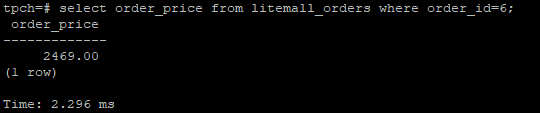 tpch=# select order_price from litemall_orders where order_id=6;
 order_price
-------------
     2469.00
(1 row)

Time: 2.296 ms